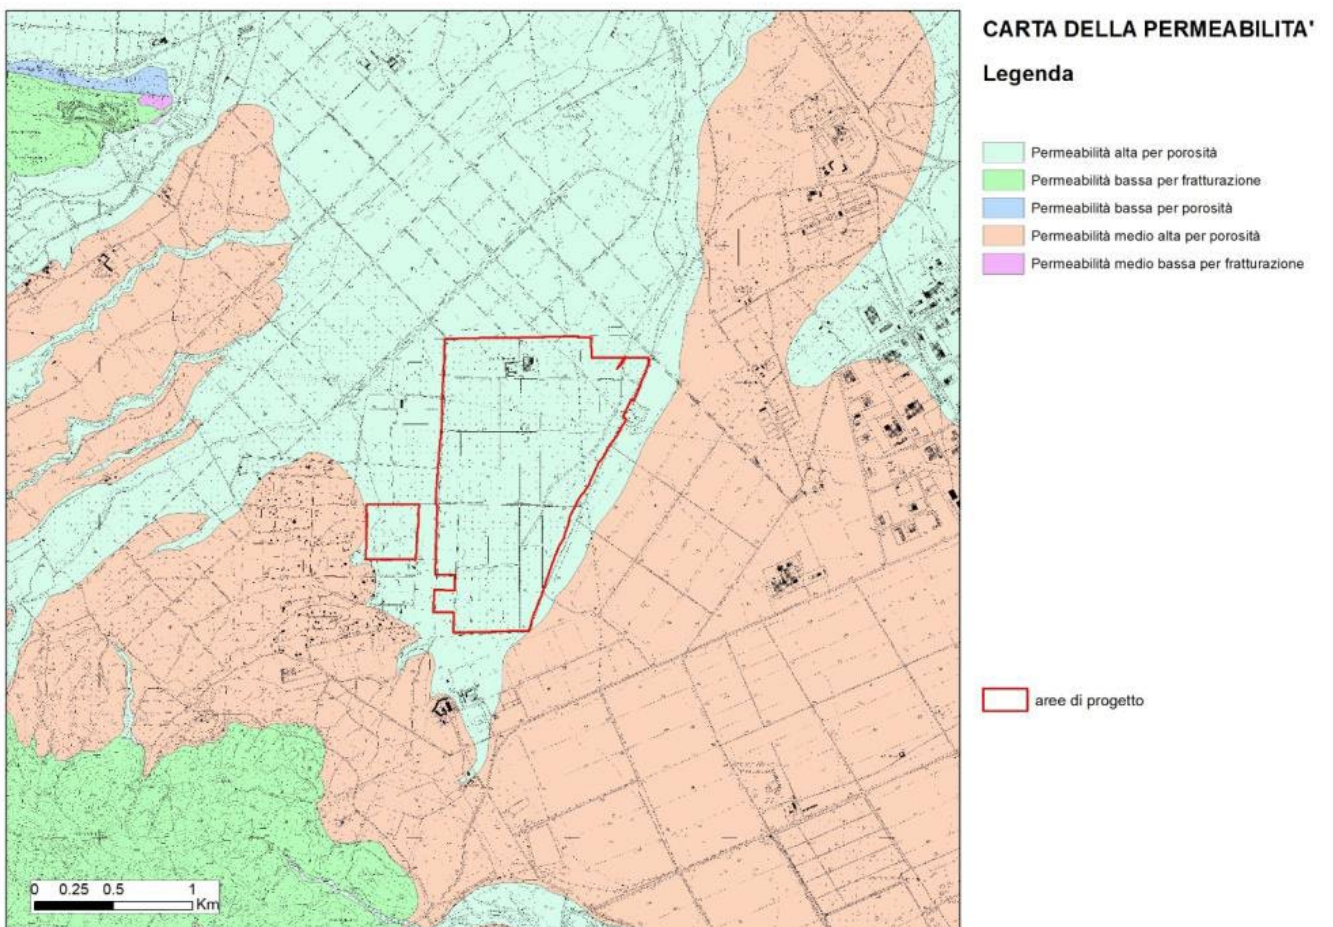 CARTA DELLA PERMEABILITA'
Legenda
Permeabilità alta per porosità
Permeabilità bassa per fratturazione
Permeabilità bassa per porosità
Permeabilità medio alta per porosità
Permeabilità medio bassa per fratturazione
aree di progetto
0 0.25 0.5 1
Km